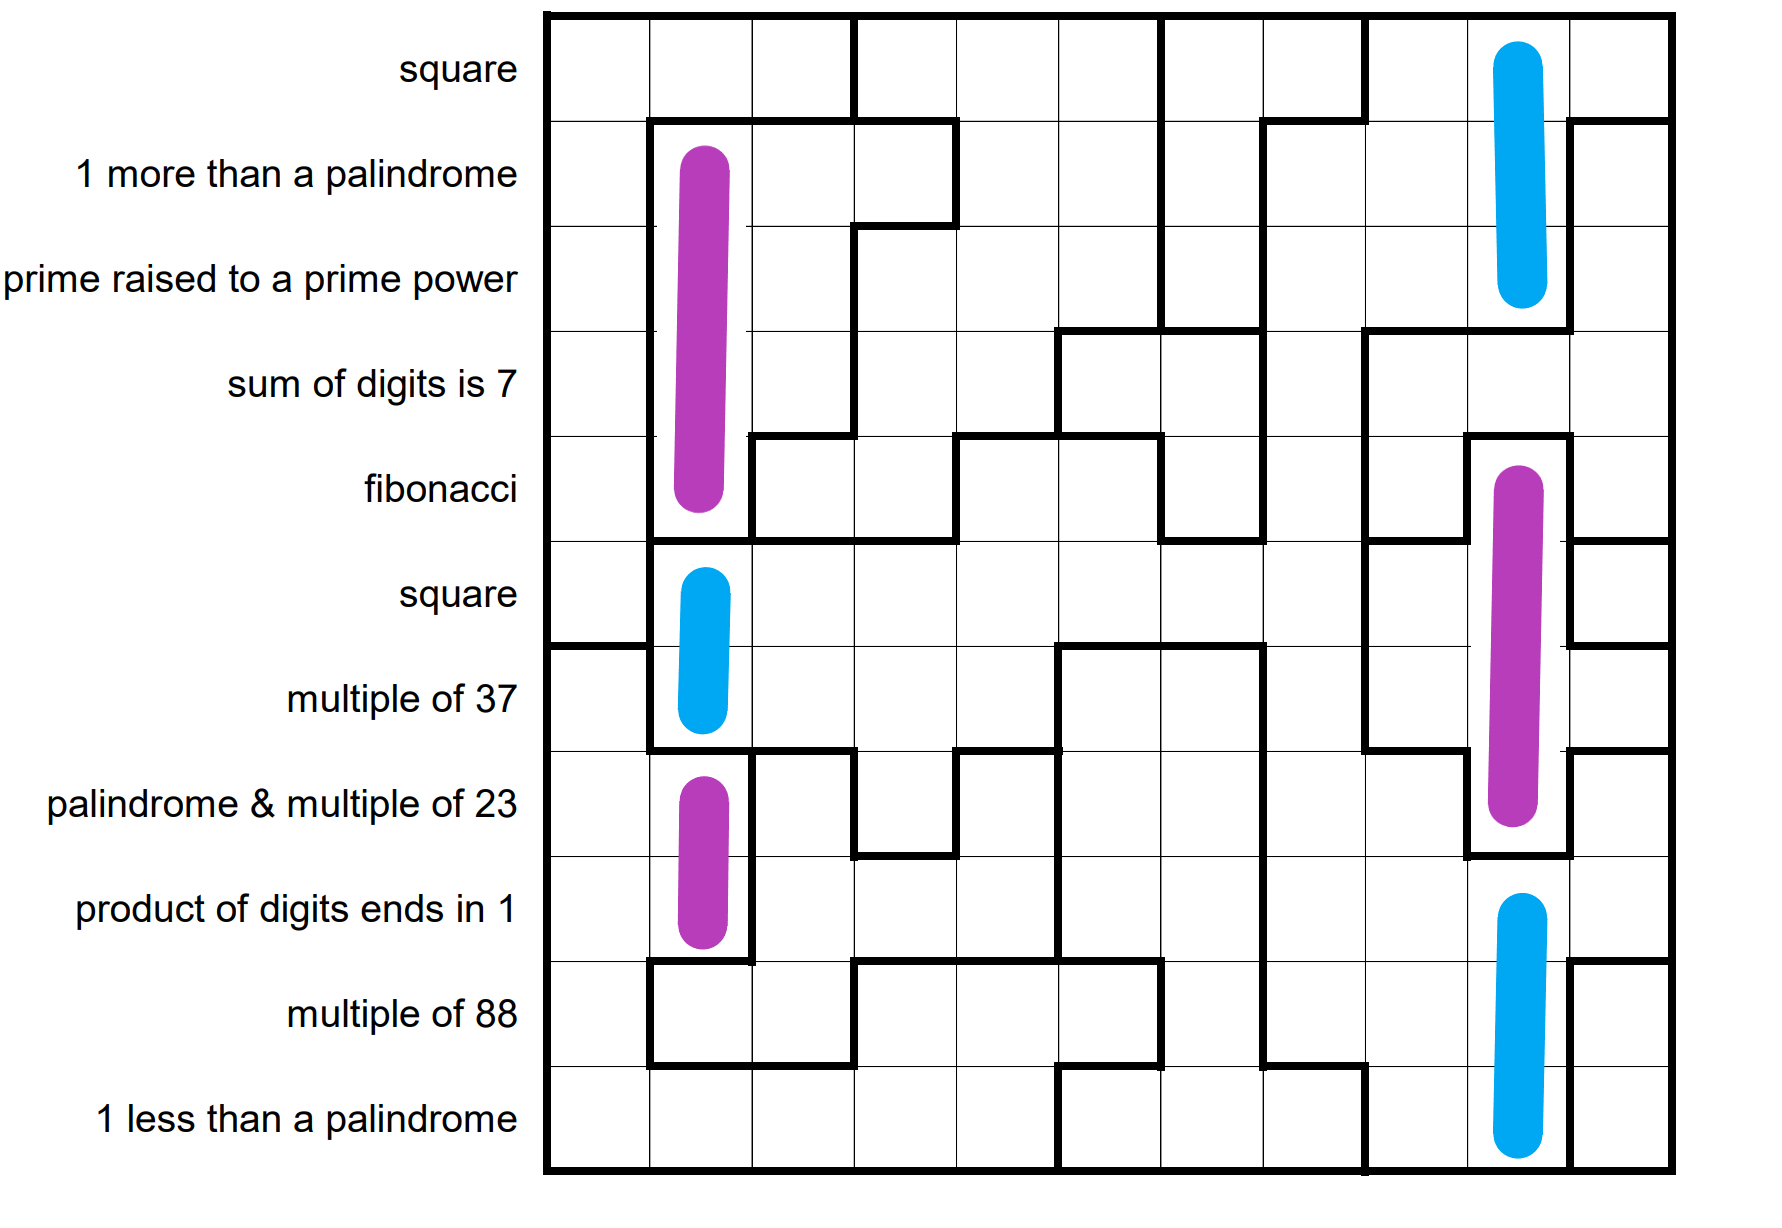 square
1 more than a palindrome
prime raised to a prime power
sum of digits is 7
fibonacci
square
multiple of 37
palindrome & multiple of 23
product of digits ends in 1
multiple of 88
1 less than a palindrome